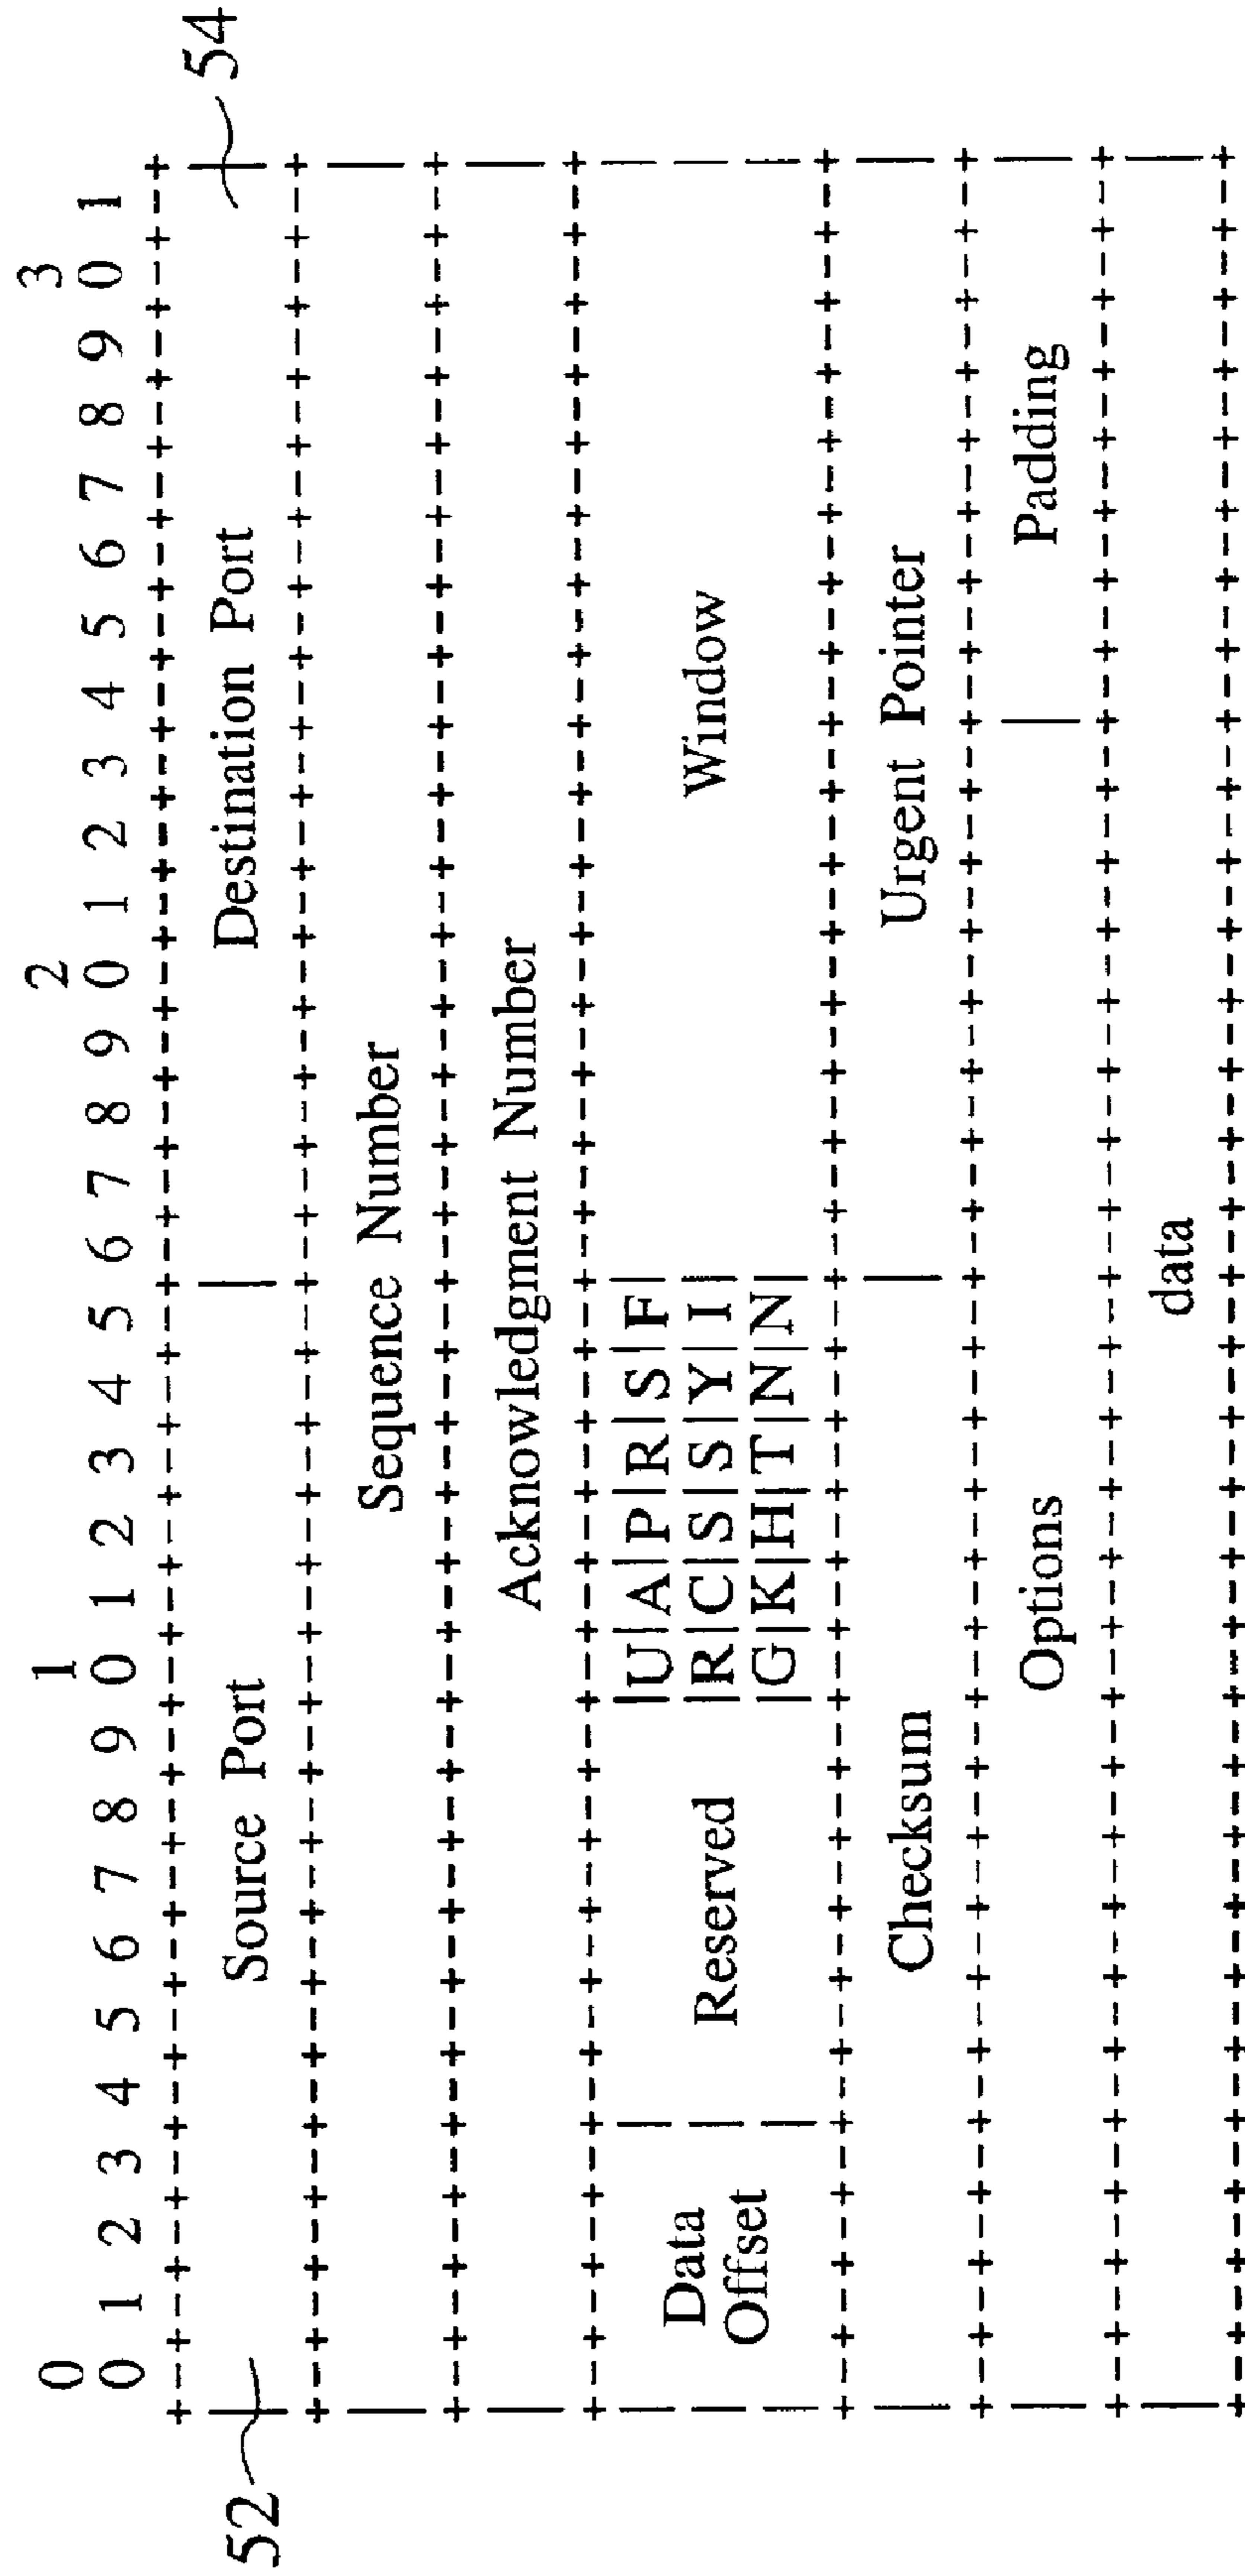 0 1 2 3
0 1 2 3 4 5 6 7 8 9 0 1 2 3 4 5 6 7 8 9 0 1 2 3 4 5 6 7 8 9 0 1
+-+-+-+-+-+-+-+-+-+-+-+-+-+-+-+-+-+-+-+-+-+-+-+-+-+-+-+-+-+-+-+-+
52 | Source Port | Destination Port | 54
+-+-+-+-+-+-+-+-+-+-+-+-+-+-+-+-+-+-+-+-+-+-+-+-+-+-+-+-+-+-+-+-+
| Sequence Number |
+-+-+-+-+-+-+-+-+-+-+-+-+-+-+-+-+-+-+-+-+-+-+-+-+-+-+-+-+-+-+-+-+
| Acknowledgment Number |
+-+-+-+-+-+-+-+-+-+-+-+-+-+-+-+-+-+-+-+-+-+-+-+-+-+-+-+-+-+-+-+-+
| Data | |U|A|P|R|S|F| |
| Offset | Reserved |R|C|S|S|Y|I| Window |
| | |G|K|H|T|N|N| |
+-+-+-+-+-+-+-+-+-+-+-+-+-+-+-+-+-+-+-+-+-+-+-+-+-+-+-+-+-+-+-+-+
| Checksum | Urgent Pointer |
+-+-+-+-+-+-+-+-+-+-+-+-+-+-+-+-+-+-+-+-+-+-+-+-+-+-+-+-+-+-+-+-+
| Options | Padding |
+-+-+-+-+-+-+-+-+-+-+-+-+-+-+-+-+-+-+-+-+-+-+-+-+-+-+-+-+-+-+-+-+
| data |
+-+-+-+-+-+-+-+-+-+-+-+-+-+-+-+-+-+-+-+-+-+-+-+-+-+-+-+-+-+-+-+-+